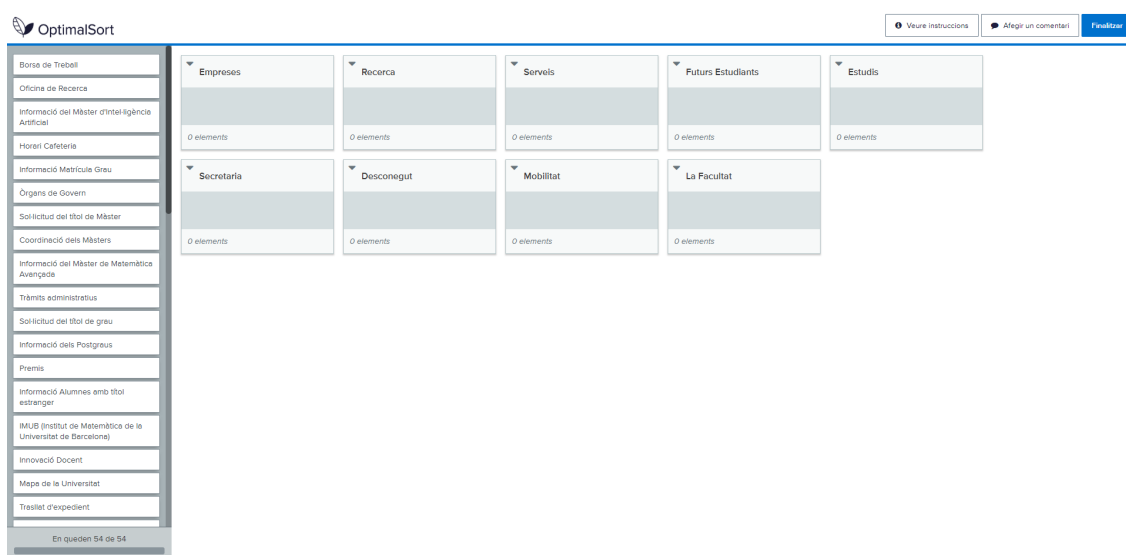 OptimalSort
Veure instruccions
Afegir un comentari
Finalitzar
Borsa de Treball
Oficina de Recerca
Informació del Màster d'Intel·ligència
Artificial
Horari Cafeteria
Informació Matrícula Grau
Òrgans de Govern
Sol·licitud del títol de Màster
Coordinació dels Màsters
Informació del Màster de Matemàtica
Avançada
Tràmits administratius
Sol·licitud del títol de grau
Informació dels Postgraus
Premis
Informació Alumnes amb títol
estranger
IMUB (Institut de Matemàtica de la
Universitat de Barcelona)
Innovació Docent
Mapa de la Universitat
Trasllat d'expedient
En queden 54 de 54
Empreses
0 elements
Recerca
0 elements
Serveis
0 elements
Futurs Estudiants
0 elements
Estudis
0 elements
Secretaria
0 elements
Desconegut
0 elements
Mobilitat
0 elements
La Facultat
0 elements